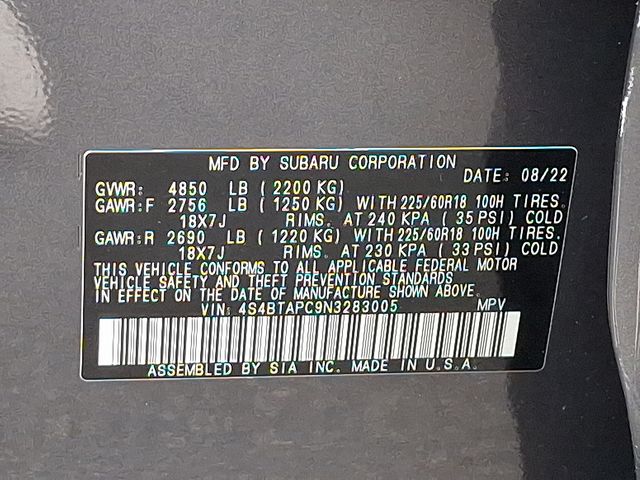 MFD BY SUBARU CORPORATION DATE: 08/22
GVWR: 4850 LB (2200 KG)
GAWR:F 2756 LB (1250 KG) WITH 225/60R18 100H TIRES.
18X7J RIMS. AT 240 KPA (35 PSI) COLD
GAWR:R 2690 LB (1220 KG) WITH 225/60R18 100H TIRES.
18X7J RIMS. AT 230 KPA (33 PSI) COLD
THIS VEHICLE CONFORMS TO ALL APPLICABLE FEDERAL MOTOR
VEHICLE SAFETY AND THEFT PREVENTION STANDARDS
IN EFFECT ON THE DATE OF MANUFACTURE SHOWN ABOVE.
VIN: 4S4BTAPC9N3283005 MPV
ASSEMBLED BY SIA INC. MADE IN U.S.A.